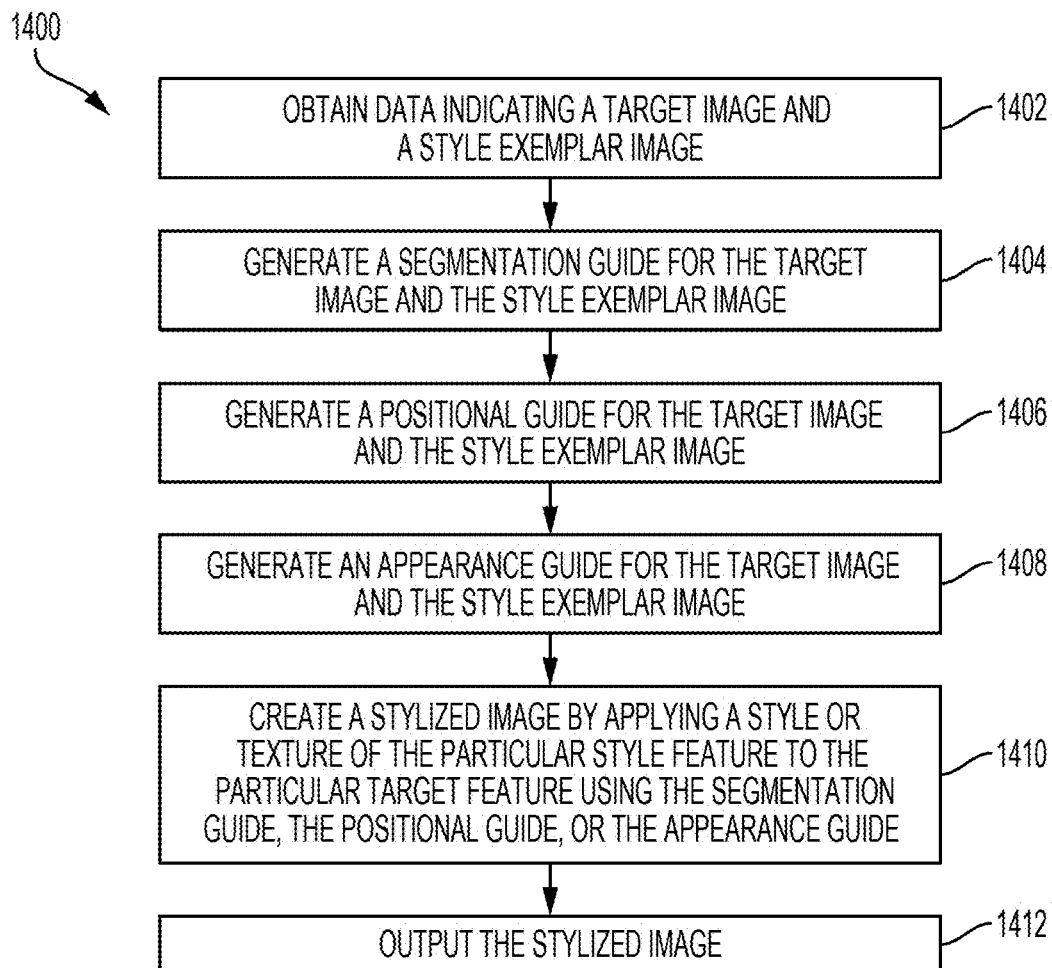 1400
OBTAIN DATA INDICATING A TARGET IMAGE AND
A STYLE EXEMPLAR IMAGE
1402
GENERATE A SEGMENTATION GUIDE FOR THE TARGET
IMAGE AND THE STYLE EXEMPLAR IMAGE
1404
GENERATE A POSITIONAL GUIDE FOR THE TARGET IMAGE
AND THE STYLE EXEMPLAR IMAGE
1406
GENERATE AN APPEARANCE GUIDE FOR THE TARGET IMAGE
AND THE STYLE EXEMPLAR IMAGE
1408
CREATE A STYLIZED IMAGE BY APPLYING A STYLE OR
TEXTURE OF THE PARTICULAR STYLE FEATURE TO THE
PARTICULAR TARGET FEATURE USING THE SEGMENTATION
GUIDE, THE POSITIONAL GUIDE, OR THE APPEARANCE GUIDE
1410
OUTPUT THE STYLIZED IMAGE
1412